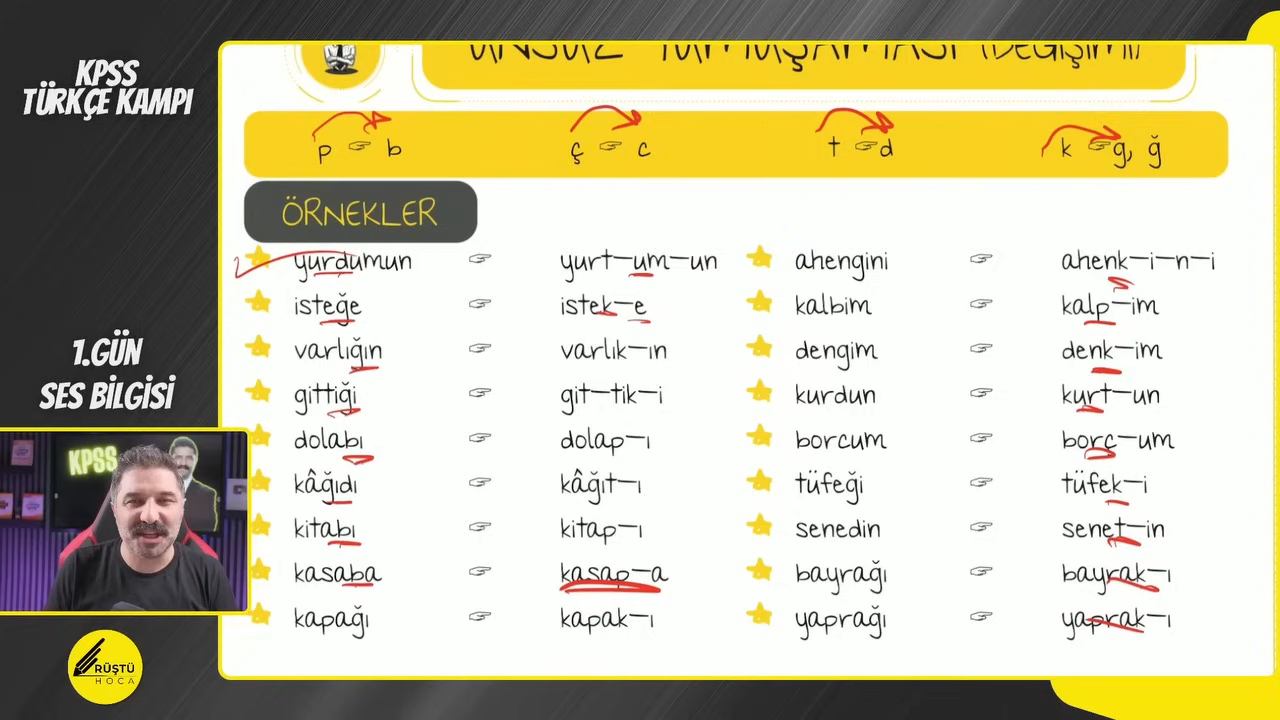 KPSS
TÜRKÇE KAMPI
1.GÜN
SES BİLGİSİ
KPSS
RÜŞTÜ
HOCA
ÜNSÜZ YUMUŞAMASI (Değişimi)
p ☞ b
ç ☞ c
t ☞ d
k ☞ g, ğ
ÖRNEKLER
yurdumun ☞ yurt-um-un
isteğe ☞ istek-e
varlığın ☞ varlık-ın
gittiği ☞ git-tik-i
dolabı ☞ dolap-ı
kâğıdı ☞ kâğıt-ı
kitabı ☞ kitap-ı
kasaba ☞ kasap-a
kapağı ☞ kapak-ı
ahengini ☞ ahenk-i-n-i
kalbim ☞ kalp-im
dengim ☞ denk-im
kurdun ☞ kurt-un
borcum ☞ borç-um
tüfeği ☞ tüfek-i
senedin ☞ senet-in
bayrağı ☞ bayrak-ı
yaprağı ☞ yaprak-ı